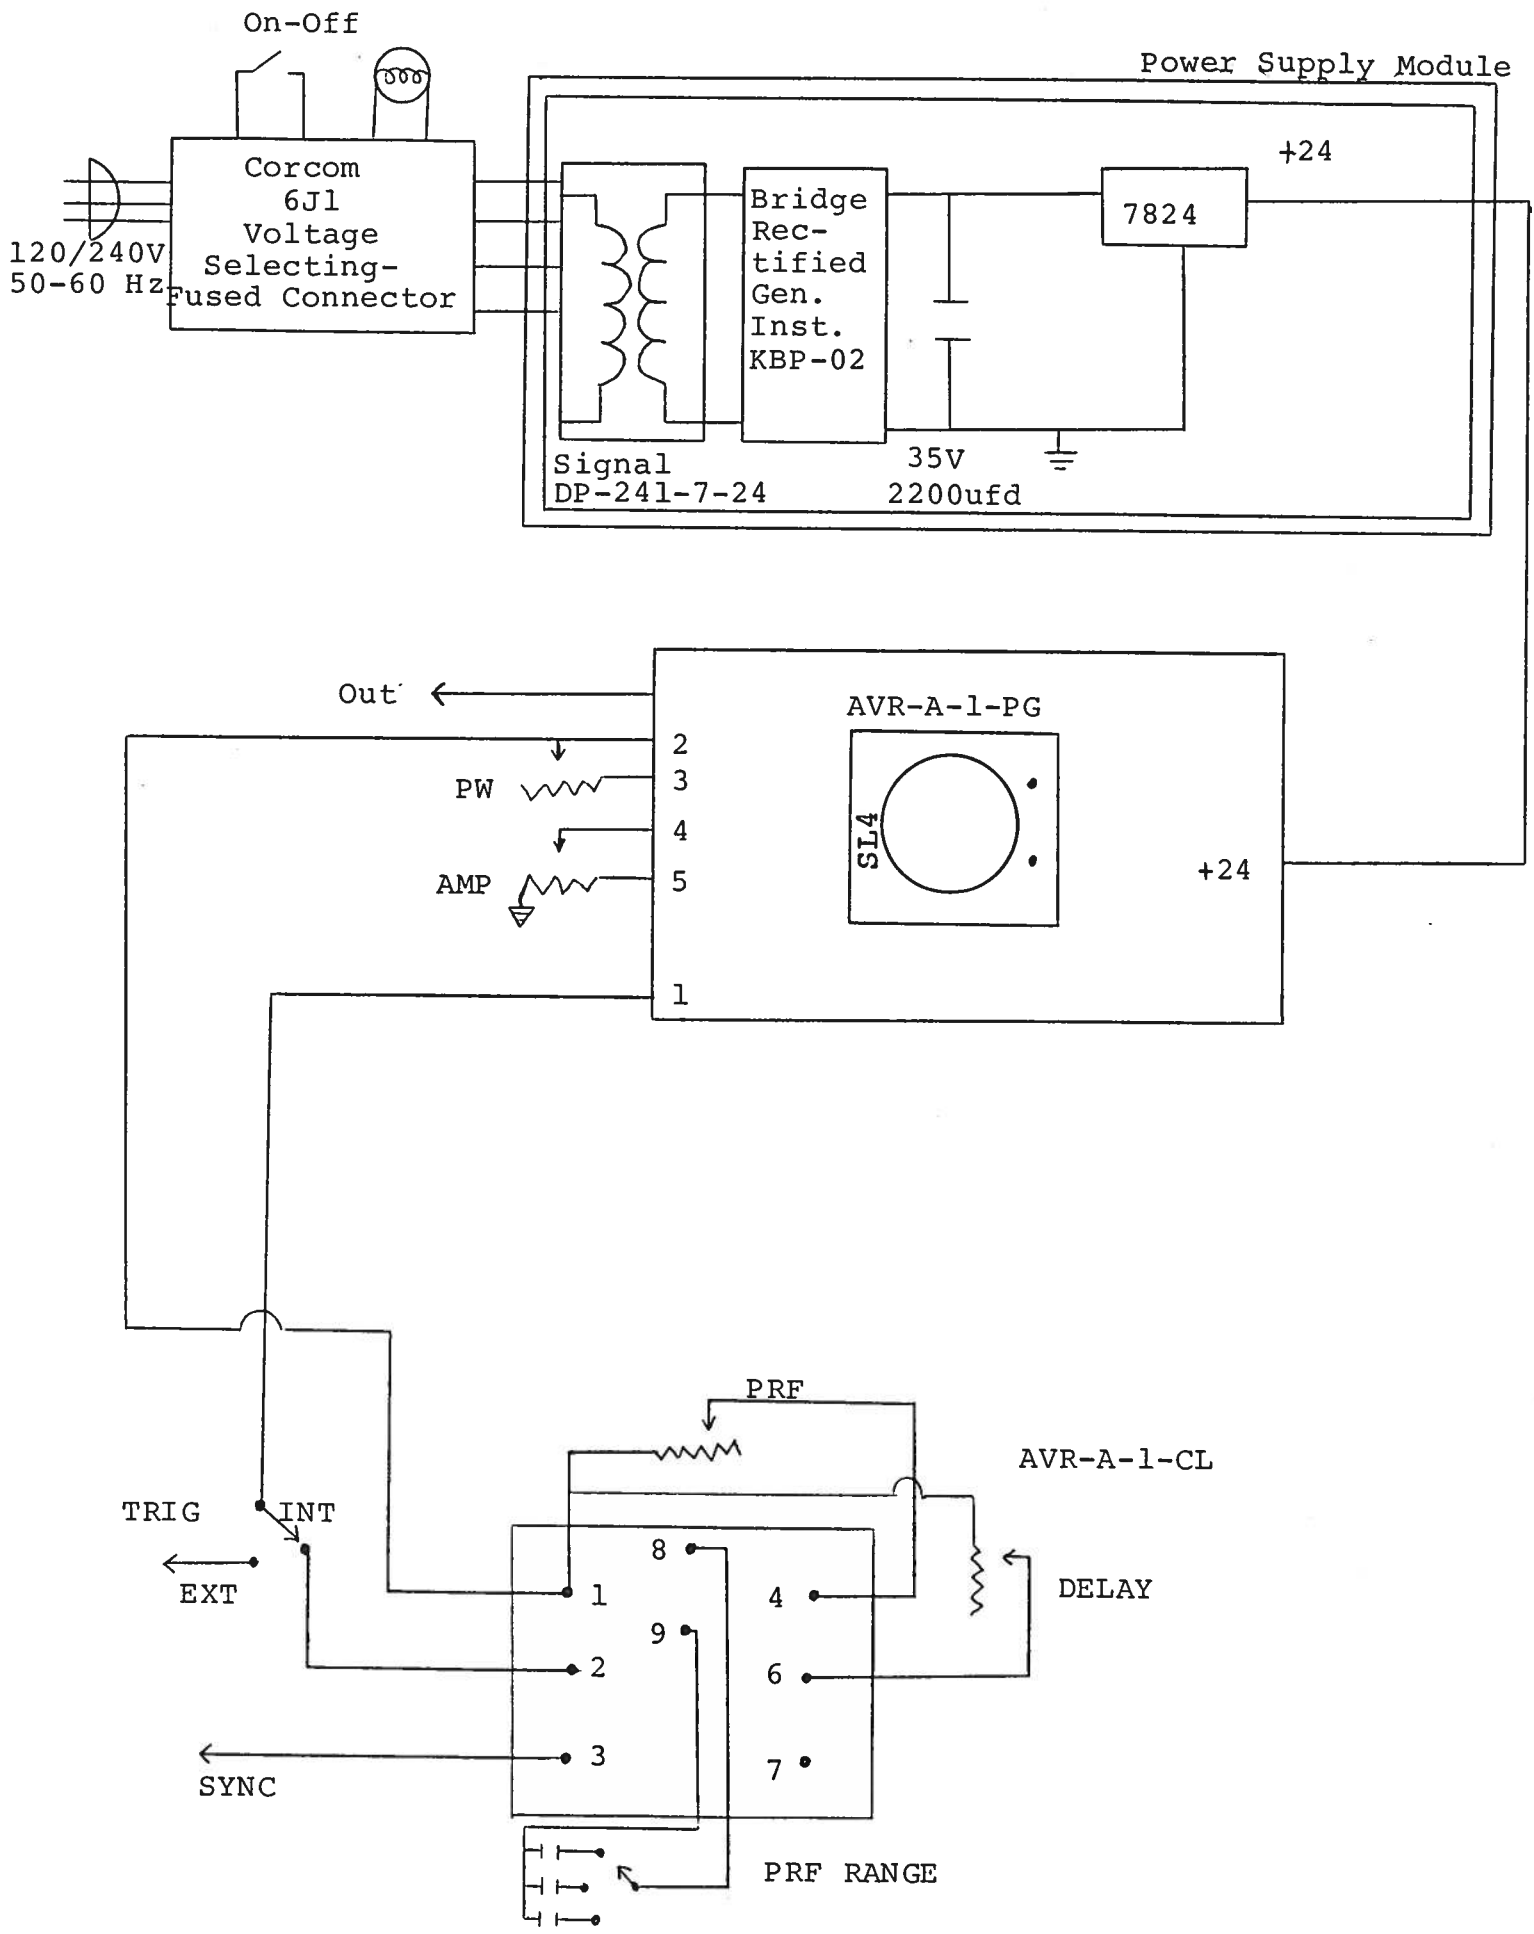 On-Off
Power Supply Module
Corcom
6J1
Voltage
Selecting-
Fused Connector
120/240V
50-60 Hz
Bridge
Rec-
tified
Gen.
Inst.
KBP-02
7824
+24
Signal
DP-241-7-24
35V
2200ufd
Out
AVR-A-1-PG
2
PW
3
4
AMP
5
SL4
+24
1
PRF
AVR-A-1-CL
TRIG
INT
EXT
8
1
4
DELAY
9
2
6
3
7
SYNC
PRF RANGE